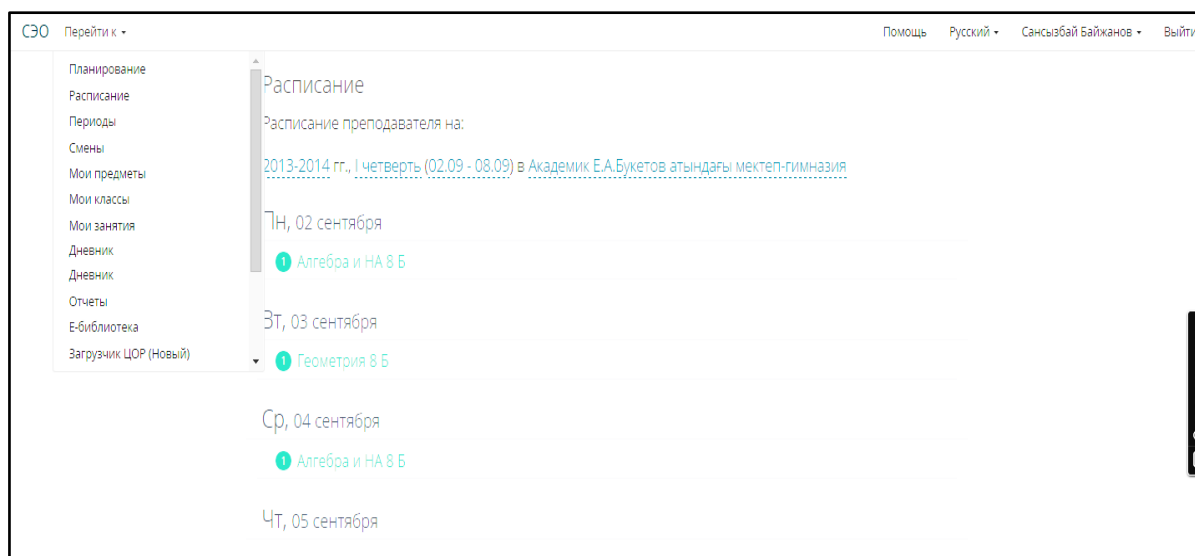 СЭО Перейти к Помощь Русский Сансызбай Байжанов Выйти
Планирование
Расписание
Периоды
Смены
Мои предметы
Мои классы
Мои занятия
Дневник
Дневник
Отчеты
Е-библиотека
Загрузчик ЦОР (Новый)
Расписание
Расписание преподавателя на:
2013-2014 гг., I четверть (02.09 - 08.09) в Академик Е.А.Букетов атындағы мектеп-гимназия
Пн, 02 сентября
1 Алгебра и НА 8 Б
Вт, 03 сентября
1 Геометрия 8 Б
Ср, 04 сентября
1 Алгебра и НА 8 Б
Чт, 05 сентября